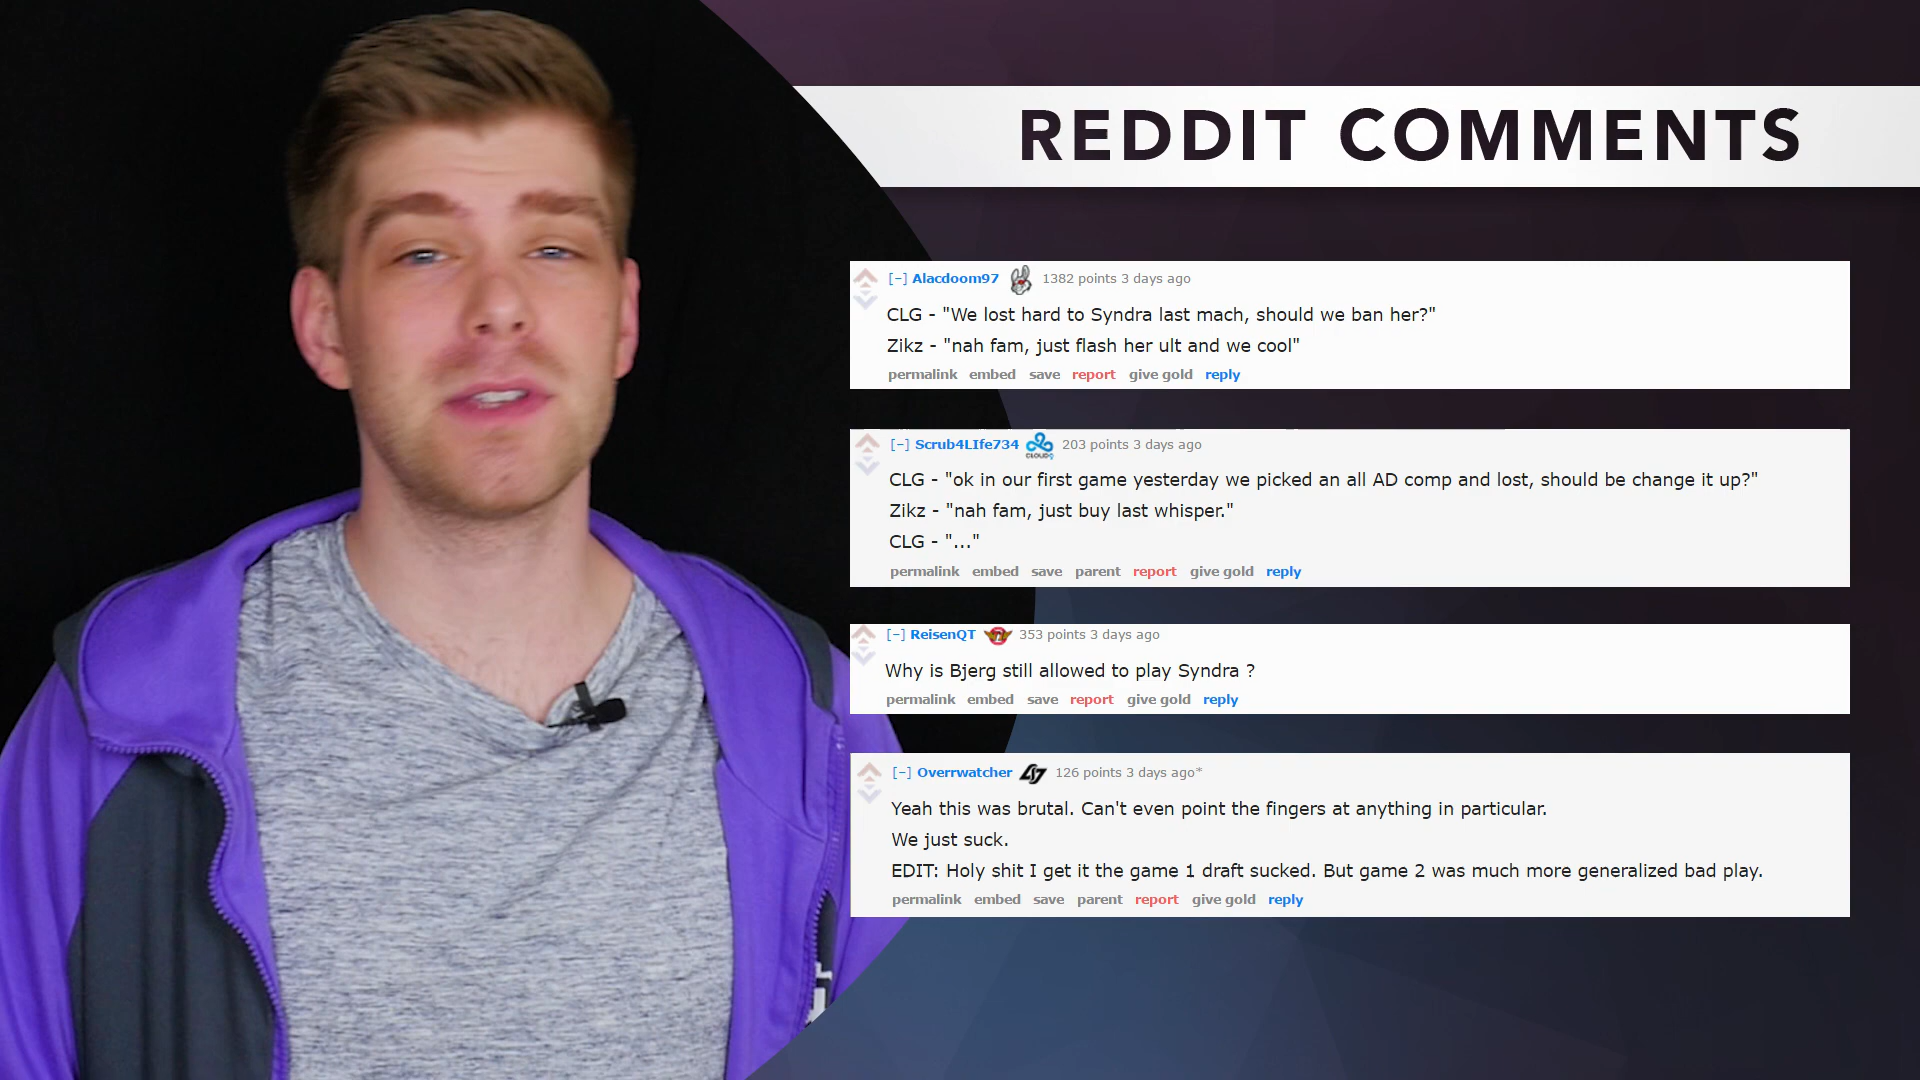 REDDIT COMMENTS
[–] Alacdoom97 1382 points 3 days ago
CLG - "We lost hard to Syndra last mach, should we ban her?"
Zikz - "nah fam, just flash her ult and we cool"
permalink embed save report give gold reply
[–] Scrub4LIfe734 CLOUD9 203 points 3 days ago
CLG - "ok in our first game yesterday we picked an all AD comp and lost, should be change it up?"
Zikz - "nah fam, just buy last whisper."
CLG - "..."
permalink embed save parent report give gold reply
[–] ReisenQT 353 points 3 days ago
Why is Bjerg still allowed to play Syndra ?
permalink embed save report give gold reply
[–] Overrwatcher 126 points 3 days ago*
Yeah this was brutal. Can't even point the fingers at anything in particular.
We just suck.
EDIT: Holy shit I get it the game 1 draft sucked. But game 2 was much more generalized bad play.
permalink embed save parent report give gold reply